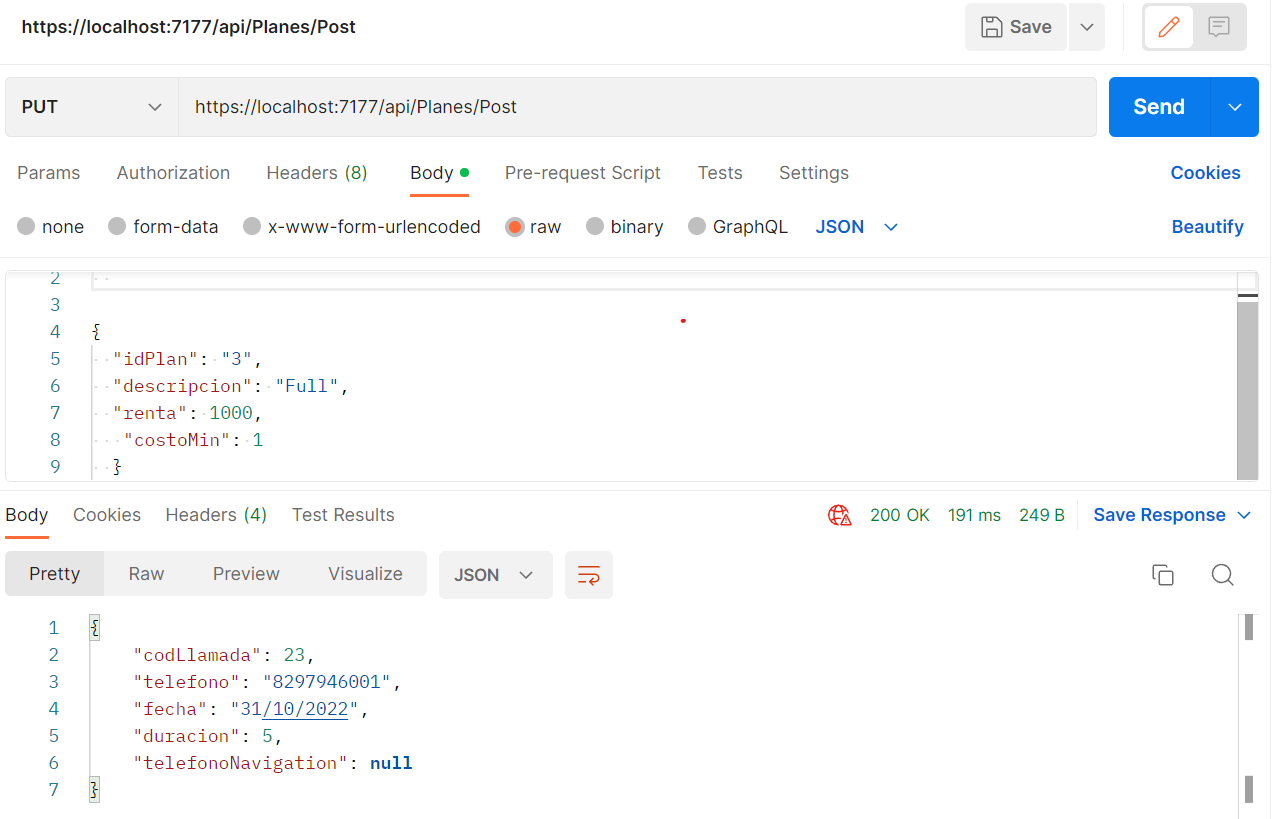 https://localhost:7177/api/Planes/Post
Save
PUT
https://localhost:7177/api/Planes/Post
Send
Params Authorization Headers (8) Body Pre-request Script Tests Settings Cookies
none form-data x-www-form-urlencoded raw binary GraphQL JSON Beautify
2
3
4 {
5 "idPlan": "3",
6 "descripcion": "Full",
7 "renta": 1000,
8 "costoMin": 1
9 }
Body Cookies Headers (4) Test Results 200 OK 191 ms 249 B Save Response
Pretty Raw Preview Visualize JSON
1 {
2 "codLlamada": 23,
3 "telefono": "8297946001",
4 "fecha": "31/10/2022",
5 "duracion": 5,
6 "telefonoNavigation": null
7 }